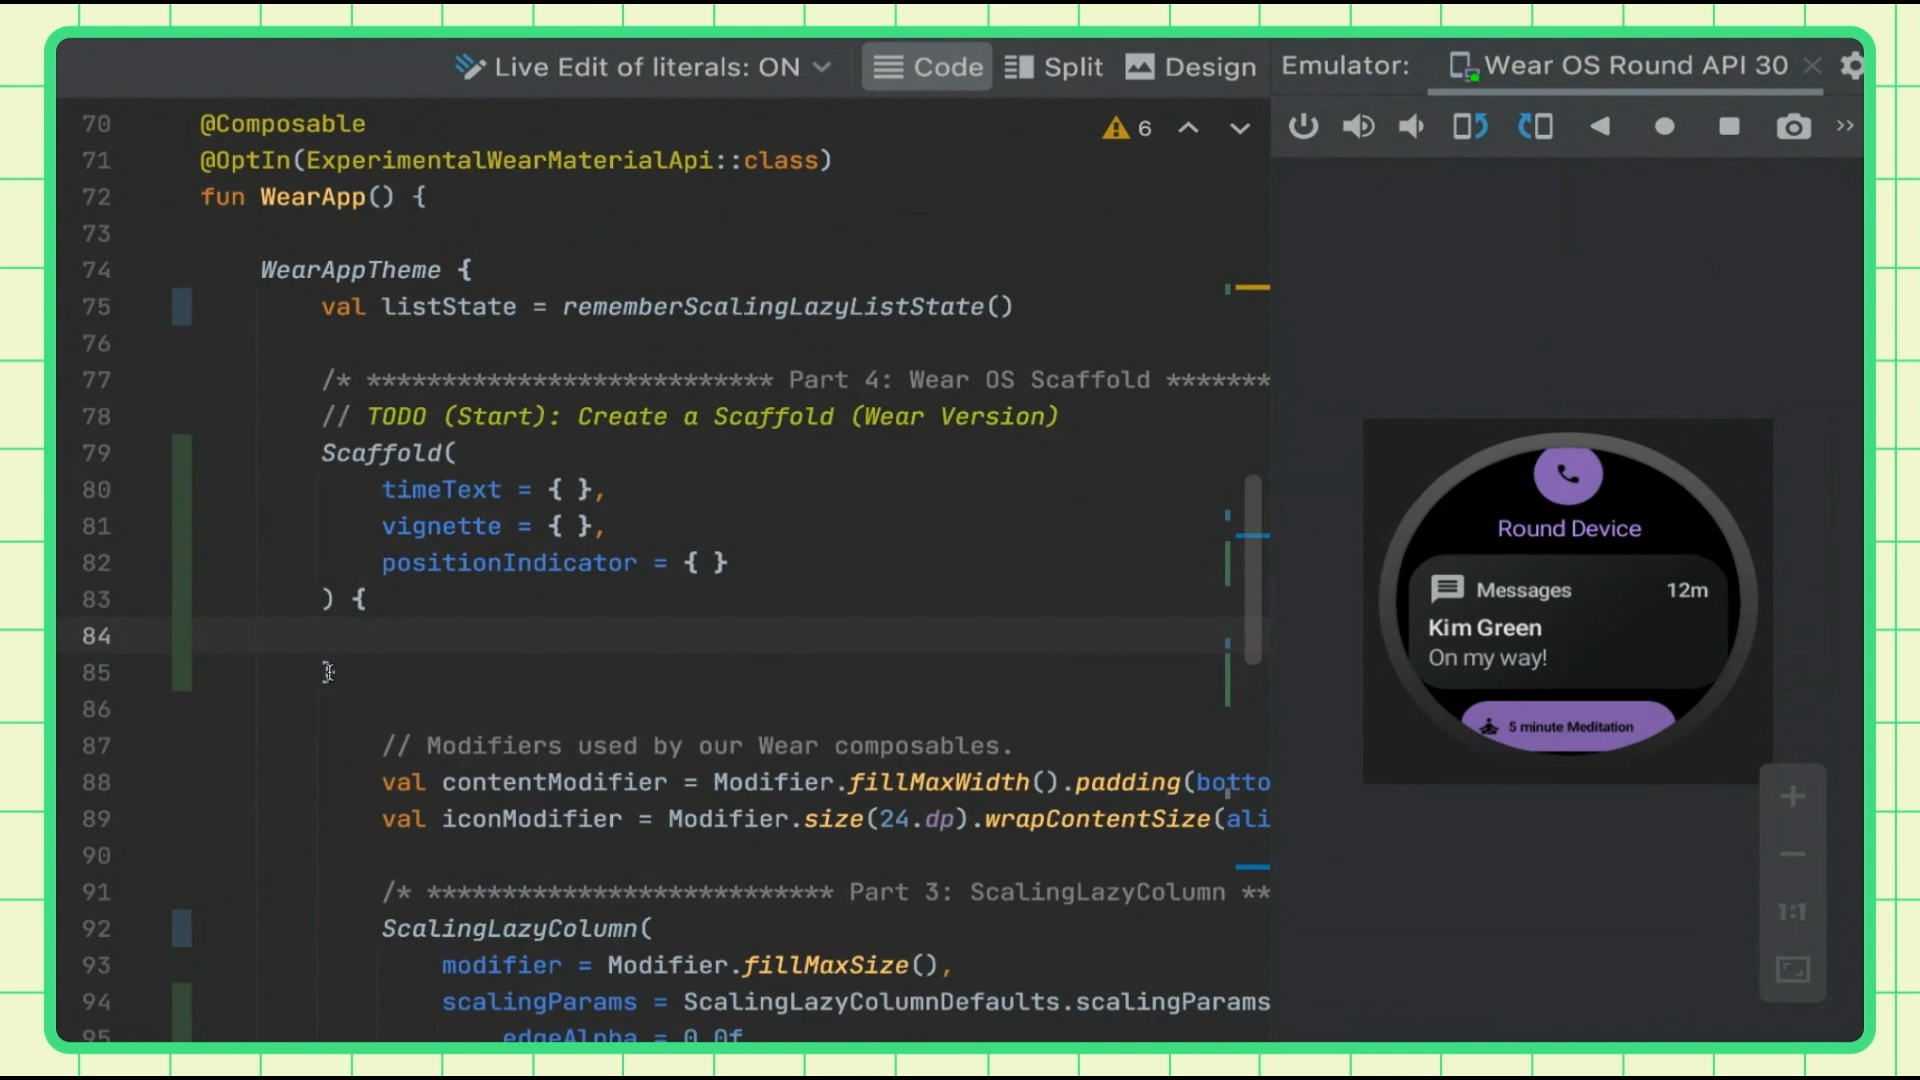 Live Edit of literals: ON
Code
Split
Design
Emulator:
Wear OS Round API 30
6
70 @Composable
71 @OptIn(ExperimentalWearMaterialApi::class)
72 fun WearApp() {
73
74 WearAppTheme {
75 val listState = rememberScalingLazyListState()
76
77 /* *************************** Part 4: Wear OS Scaffold *******
78 // TODO (Start): Create a Scaffold (Wear Version)
79 Scaffold(
80 timeText = { },
81 vignette = { },
82 positionIndicator = { }
83 ) {
84
85 }
86
87 // Modifiers used by our Wear composables.
88 val contentModifier = Modifier.fillMaxWidth().padding(botto
89 val iconModifier = Modifier.size(24.dp).wrapContentSize(ali
90
91 /* *************************** Part 3: ScalingLazyColumn **
92 ScalingLazyColumn(
93 modifier = Modifier.fillMaxSize(),
94 scalingParams = ScalingLazyColumnDefaults.scalingParams
95 edgeAlpha = 0.0f
Round Device
Messages 12m
Kim Green
On my way!
5 minute Meditation
1:1